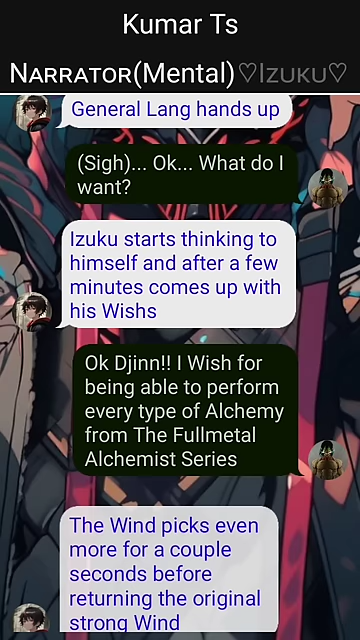 Kumar Ts
Narrator(Mental)♡Izuku♡
General Lang hands up
(Sigh)... Ok... What do I
want?
Izuku starts thinking to
himself and after a few
minutes comes up with
his Wishs
Ok Djinn!! I Wish for
being able to perform
every type of Alchemy
from The Fullmetal
Alchemist Series
The Wind picks even
more for a couple
seconds before
returning the original
strong Wind